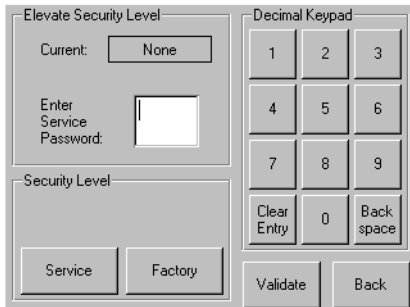 Elevate Security Level
Current: None
Enter
Service
Password:
Security Level
Service Factory
Decimal Keypad
1 2 3
4 5 6
7 8 9
Clear
Entry
0
Back
space
Validate Back